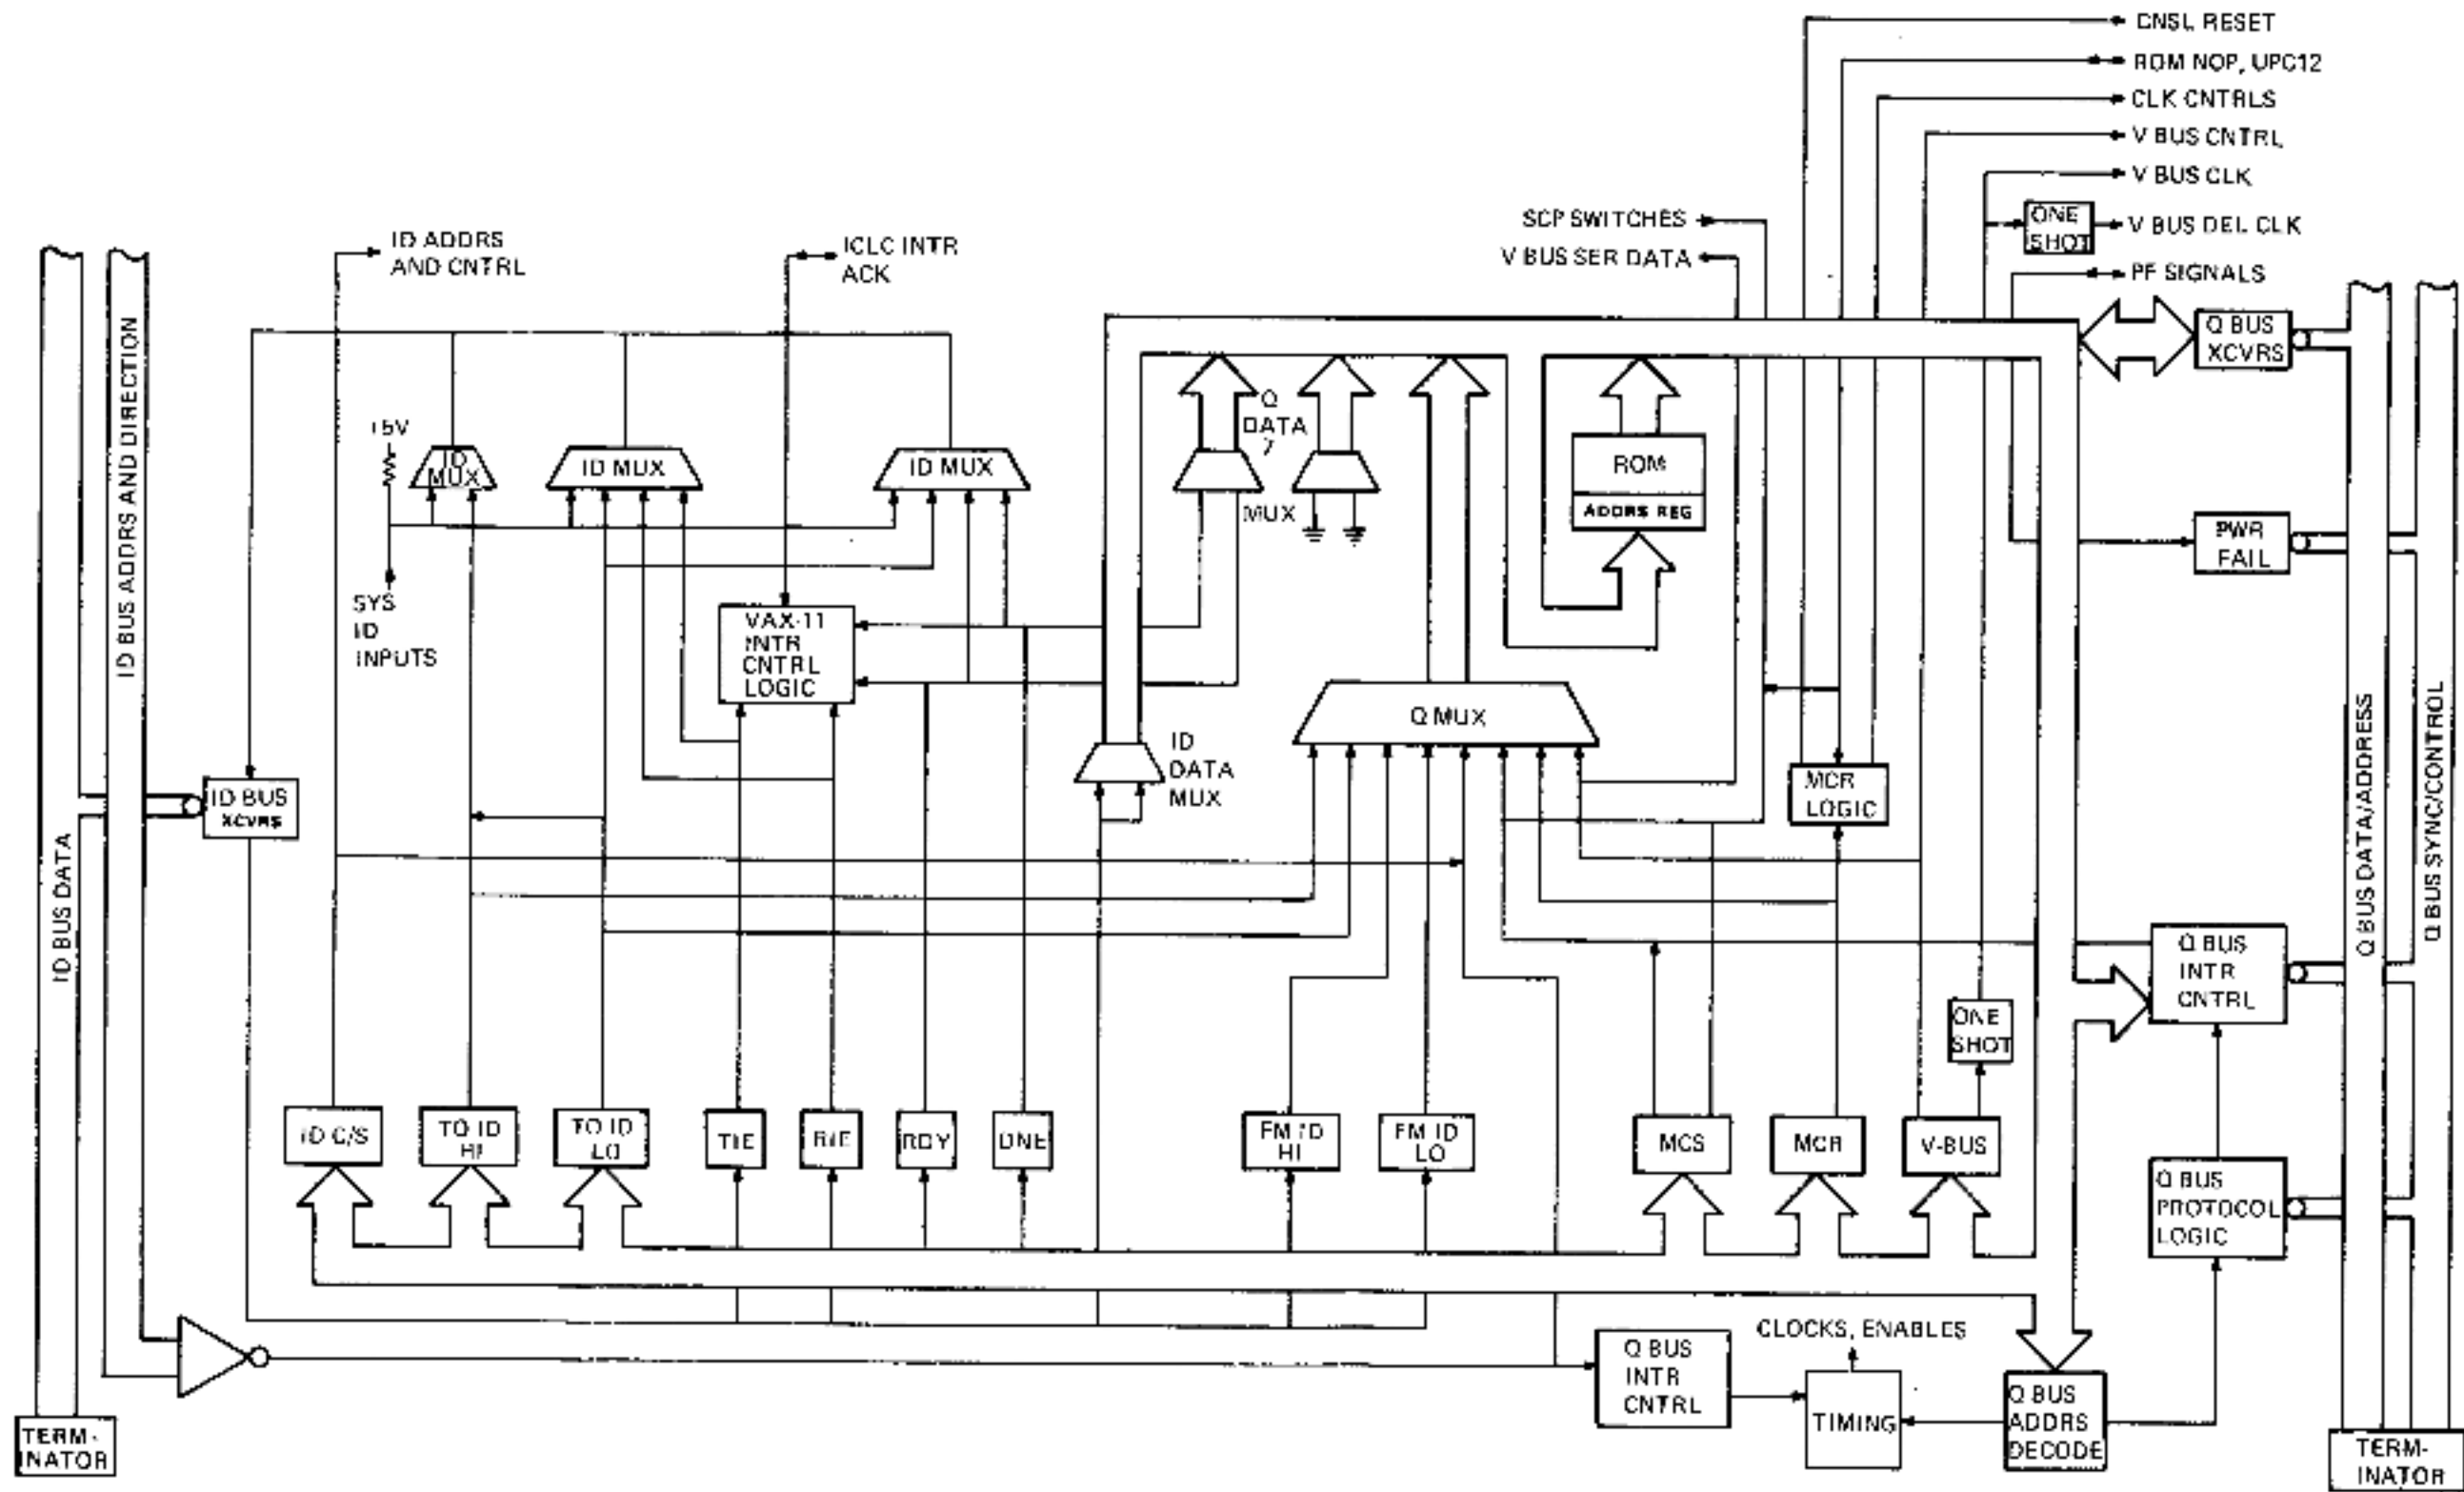 CNSL RESET
ROM NOP, UPC12
CLK CNTRLS
V BUS CNTRL
V BUS CLK
SCP SWITCHES
ONE
SHOT
V BUS DEL CLK
V BUS SER DATA
PF SIGNALS
ID ADDRS
AND CNTRL
ICLC INTR
ACK
ID BUS ADDRS AND DIRECTION
Q BUS
XCVRS
+5V
ID
MUX
ID MUX
ID MUX
Q
DATA
7
MUX
ROM
ADDRS REG
PWR
FAIL
SYS
ID
INPUTS
VAX-11
INTR
CNTRL
LOGIC
Q MUX
ID
DATA
MUX
MCR
LOGIC
ID BUS
XCVRS
ID BUS DATA
Q BUS DATA/ADDRESS
Q BUS SYNC/CONTROL
Q BUS
INTR
CNTRL
ONE
SHOT
ID C/S
TO ID
HI
TO ID
LO
TIE
RIE
RDY
DNE
FM ID
HI
FM ID
LO
MCS
MCR
V-BUS
Q BUS
PROTOCOL
LOGIC
CLOCKS, ENABLES
Q BUS
INTR
CNTRL
TIMING
Q BUS
ADDRS
DECODE
TERM-
INATOR
TERM-
INATOR